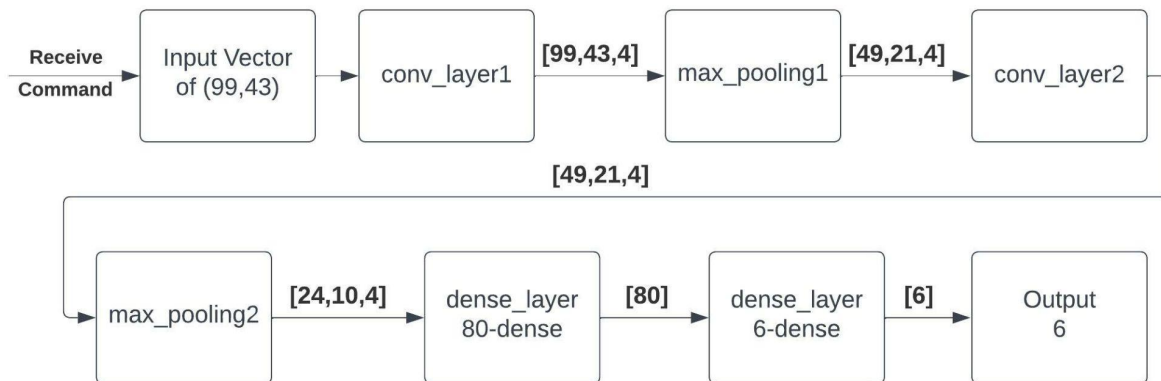 Receive
Command
Input Vector
of (99,43)
conv_layer1
[99,43,4]
max_pooling1
[49,21,4]
conv_layer2
[49,21,4]
max_pooling2
[24,10,4]
dense_layer
80-dense
[80]
dense_layer
6-dense
[6]
Output
6